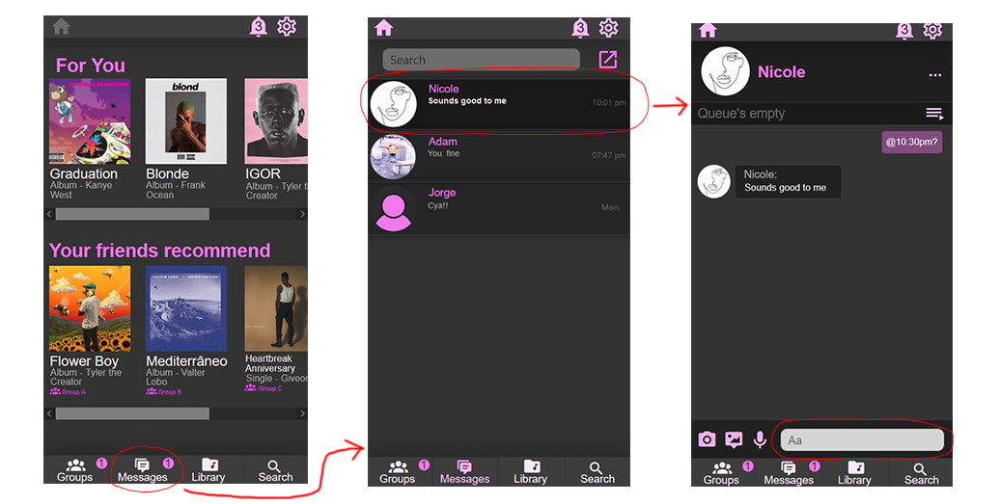 3
For You
blond
Graduation
Album - Kanye
West
Blonde
Album - Frank
Ocean
IGOR
Album - Tyler t
Creator
Your friends recommend
VALTER LOBO
MEDITERRÂNEO
Flower Boy
Album - Tyler the
Creator
Group A
Mediterrâneo
Album - Valter
Lobo
Group B
Heartbreak
Anniversary
Single - Giveon
Group C
1
1
Groups
Messages
Library
Search
3
Search
Nicole
Sounds good to me
10:01 pm
Adam
You: fine
07:47 pm
Jorge
Cya!!
Mon.
1
Groups
Messages
Library
Search
3
Nicole
...
Queue's empty
@10:30pm?
Nicole:
Sounds good to me
Aa
1
1
Groups
Messages
Library
Search